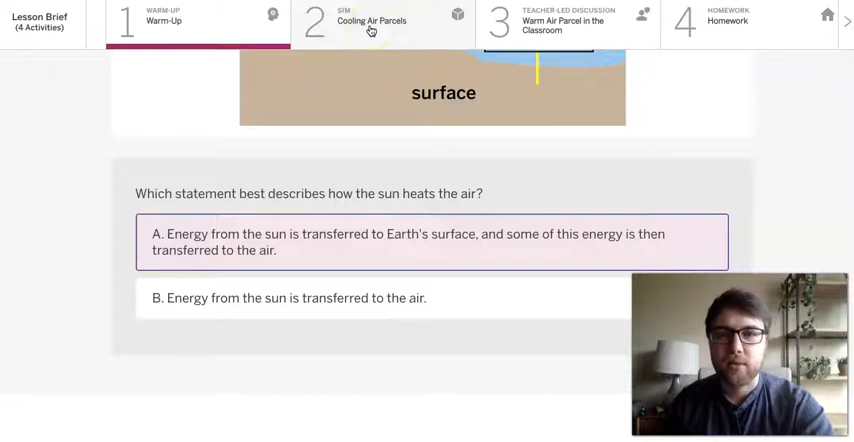 Lesson Brief
(4 Activities)
1
WARM-UP
Warm-Up
2
SIM
Cooling Air Parcels
3
TEACHER-LED DISCUSSION
Warm Air Parcel in the
Classroom
4
HOMEWORK
Homework
surface
Which statement best describes how the sun heats the air?
A. Energy from the sun is transferred to Earth's surface, and some of this energy is then
transferred to the air.
B. Energy from the sun is transferred to the air.